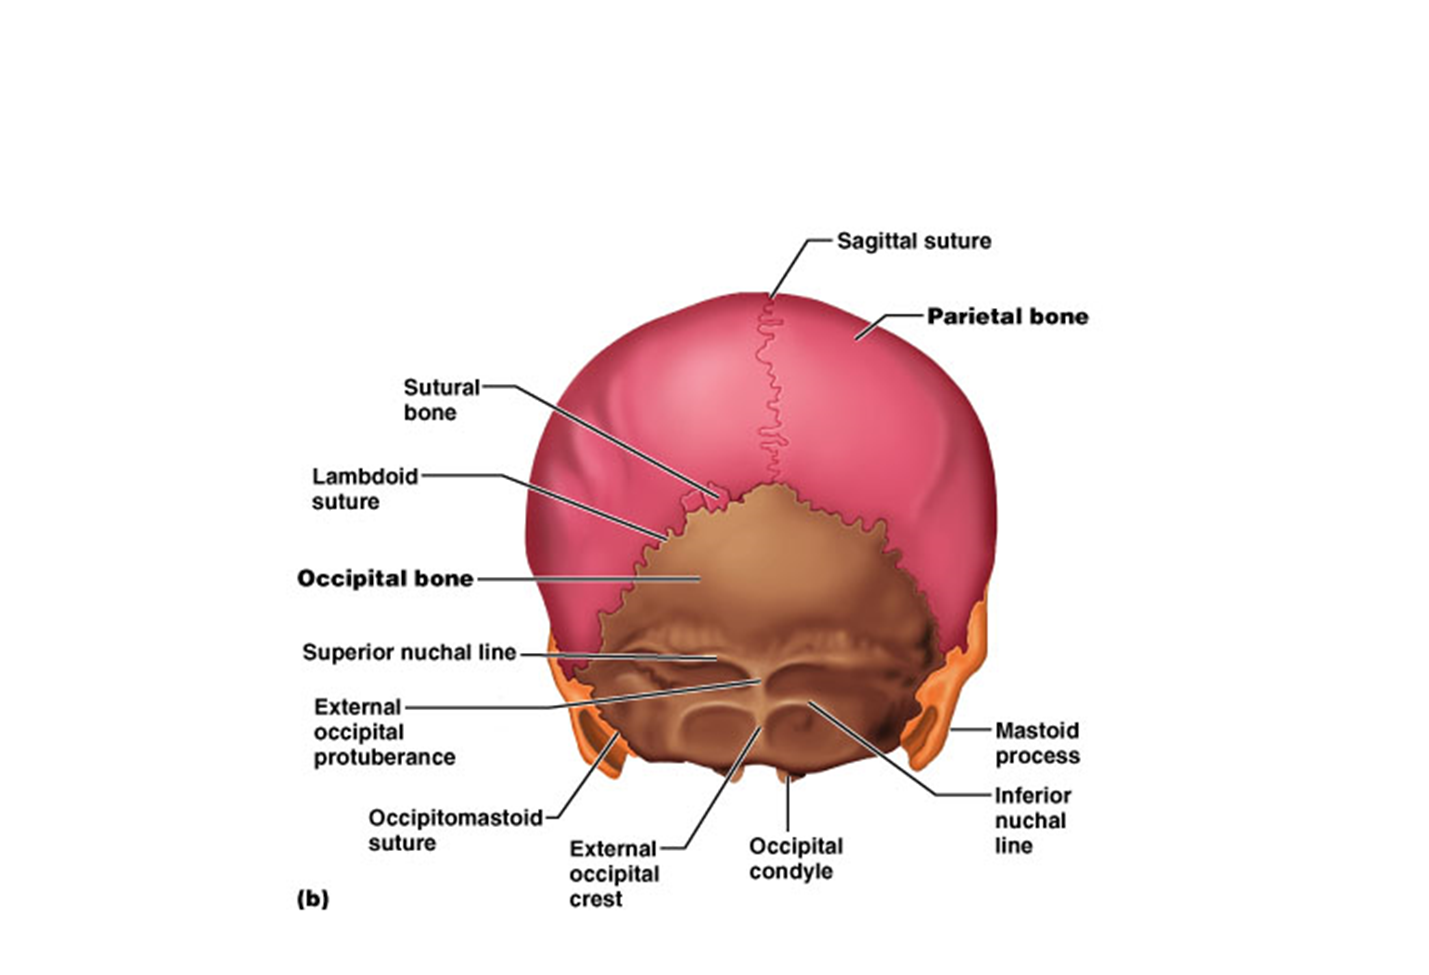 Sagittal suture
Parietal bone
Sutural
bone
Lambdoid
suture
Occipital bone
Superior nuchal line
External
occipital
protuberance
Mastoid
process
Inferior
nuchal
line
Occipitomastoid
suture
External
occipital
crest
Occipital
condyle
(b)